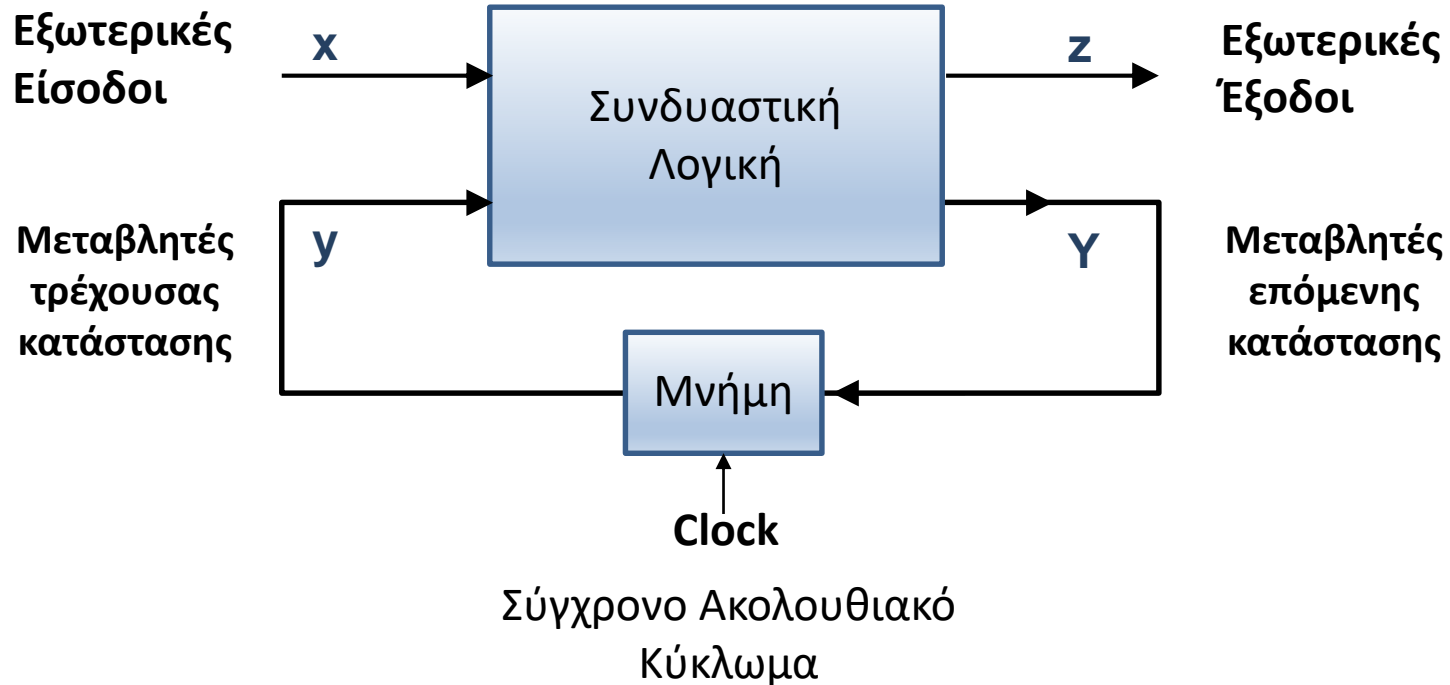 Εξωτερικές
Είσοδοι
x
Συνδυαστική
Λογική
z
Εξωτερικές
Έξοδοι
Μεταβλητές
τρέχουσας
κατάστασης
y
Y
Μεταβλητές
επόμενης
κατάστασης
Μνήμη
Clock
Σύγχρονο Ακολουθιακό
Κύκλωμα